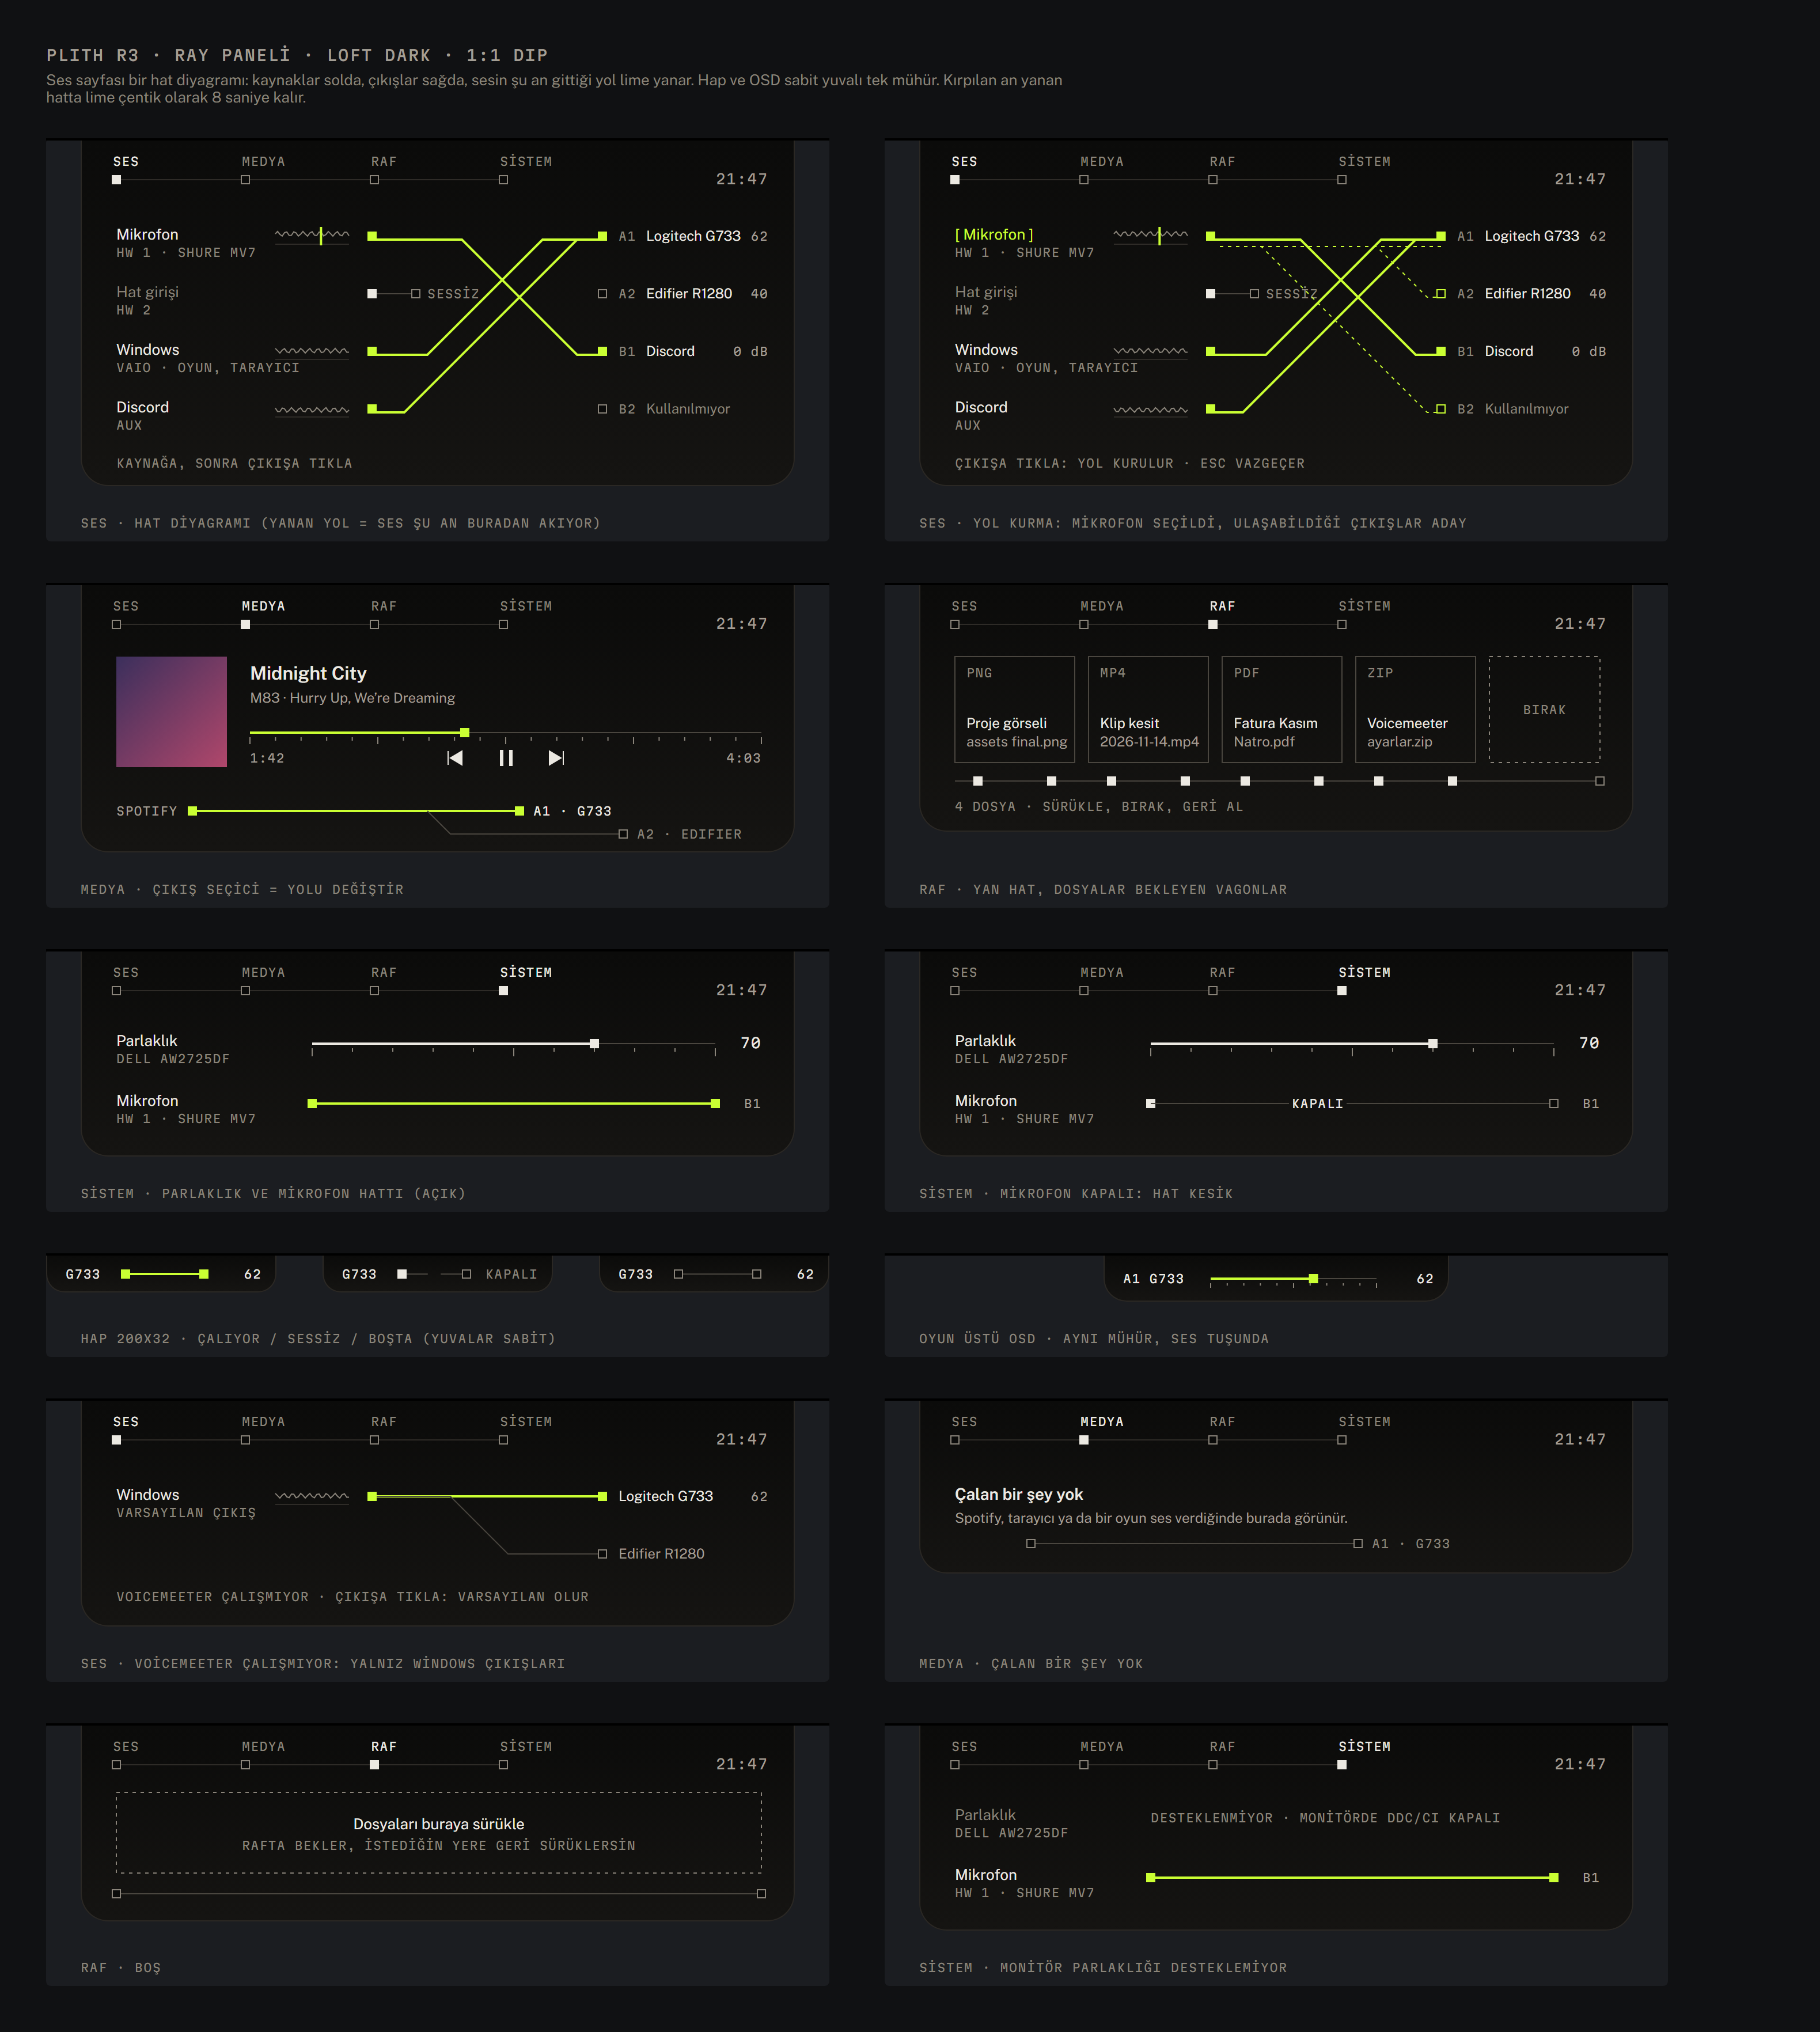 PLITH R3 · RAY PANELİ · LOFT DARK · 1:1 DIP
Ses sayfası bir hat diyagramı: kaynaklar solda, çıkışlar sağda, sesin şu an gittiği yol lime yanar. Hap ve OSD sabit yuvalı tek mühür. Kırpılan an yanan
hatta lime çentik olarak 8 saniye kalır.
SES MEDYA RAF SİSTEM
21:47
Mikrofon A1 Logitech G733 62
HW 1 · SHURE MV7
Hat girişi SESSİZ A2 Edifier R1280 40
HW 2
Windows B1 Discord 0 dB
VAIO · OYUN, TARAYICI
Discord B2 Kullanılmıyor
AUX
KAYNAĞA, SONRA ÇIKIŞA TIKLA
SES · HAT DİYAGRAMI (YANAN YOL = SES ŞU AN BURADAN AKIYOR)
SES MEDYA RAF SİSTEM
21:47
[ Mikrofon ] A1 Logitech G733 62
HW 1 · SHURE MV7
Hat girişi SESSİZ A2 Edifier R1280 40
HW 2
Windows B1 Discord 0 dB
VAIO · OYUN, TARAYICI
Discord B2 Kullanılmıyor
AUX
ÇIKIŞA TIKLA: YOL KURULUR · ESC VAZGEÇER
SES · YOL KURMA: MİKROFON SEÇİLDİ, ULAŞABİLDİĞİ ÇIKIŞLAR ADAY
SES MEDYA RAF SİSTEM
21:47
Midnight City
M83 · Hurry Up, We're Dreaming
1:42 4:03
SPOTIFY A1 · G733
A2 · EDIFIER
MEDYA · ÇIKIŞ SEÇİCİ = YOLU DEĞİŞTİR
SES MEDYA RAF SİSTEM
21:47
PNG MP4 PDF ZIP
BIRAK
Proje görseli Klip kesit Fatura Kasım Voicemeeter
assets final.png 2026-11-14.mp4 Natro.pdf ayarlar.zip
4 DOSYA · SÜRÜKLE, BIRAK, GERİ AL
RAF · YAN HAT, DOSYALAR BEKLEYEN VAGONLAR
SES MEDYA RAF SİSTEM
21:47
Parlaklık 70
DELL AW2725DF
Mikrofon B1
HW 1 · SHURE MV7
SİSTEM · PARLAKLIK VE MİKROFON HATTI (AÇIK)
SES MEDYA RAF SİSTEM
21:47
Parlaklık 70
DELL AW2725DF
Mikrofon KAPALI B1
HW 1 · SHURE MV7
SİSTEM · MİKROFON KAPALI: HAT KESİK
G733 62 G733 KAPALI G733 62
HAP 200X32 · ÇALIYOR / SESSİZ / BOŞTA (YUVALAR SABİT)
A1 G733 62
OYUN ÜSTÜ OSD · AYNI MÜHÜR, SES TUŞUNDA
SES MEDYA RAF SİSTEM
21:47
Windows Logitech G733 62
VARSAYILAN ÇIKIŞ
Edifier R1280
VOICEMEETER ÇALIŞMIYOR · ÇIKIŞA TIKLA: VARSAYILAN OLUR
SES · VOİCEMEETER ÇALIŞMIYOR: YALNIZ WİNDOWS ÇIKIŞLARI
SES MEDYA RAF SİSTEM
21:47
Çalan bir şey yok
Spotify, tarayıcı ya da bir oyun ses verdiğinde burada görünür.
A1 · G733
MEDYA · ÇALAN BİR ŞEY YOK
SES MEDYA RAF SİSTEM
21:47
Dosyaları buraya sürükle
RAFTA BEKLER, İSTEDİĞİN YERE GERİ SÜRÜKLERSİN
RAF · BOŞ
SES MEDYA RAF SİSTEM
21:47
Parlaklık DESTEKLENMİYOR · MONİTÖRDE DDC/CI KAPALI
DELL AW2725DF
Mikrofon B1
HW 1 · SHURE MV7
SİSTEM · MONİTÖR PARLAKLIĞI DESTEKLEMİYOR